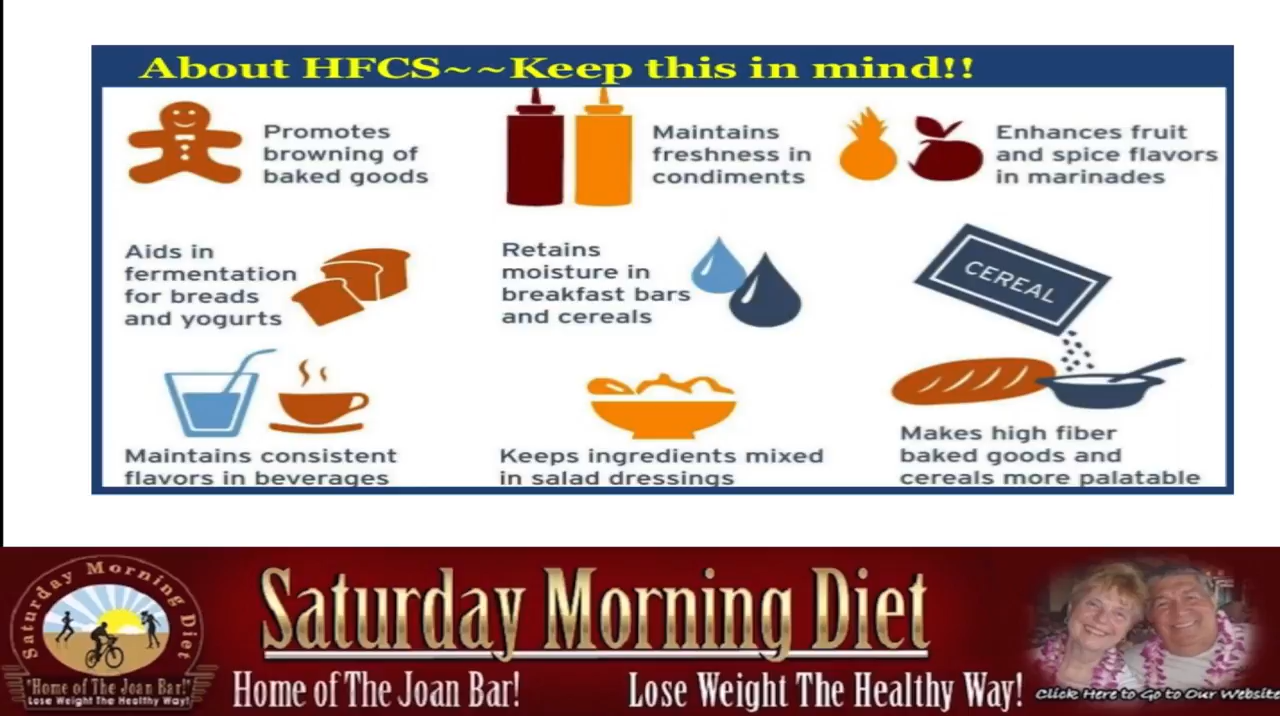 About HFCS~~Keep this in mind!!
Promotes
browning of
baked goods
Maintains
freshness in
condiments
Enhances fruit
and spice flavors
in marinades
Aids in
fermentation
for breads
and yogurts
Retains
moisture in
breakfast bars
and cereals
CEREAL
Maintains consistent
flavors in beverages
Keeps ingredients mixed
in salad dressings
Makes high fiber
baked goods and
cereals more palatable
Saturday Morning Diet
"Home of The Joan Bar!"
Lose Weight The Healthy Way!
Saturday Morning Diet
Home of The Joan Bar!
Lose Weight The Healthy Way!
Click Here to Go to Our Website